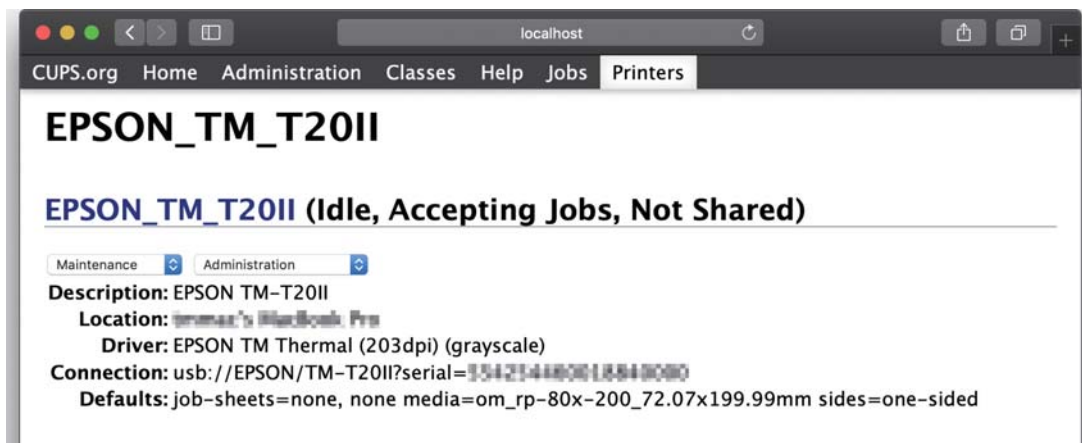 localhost
CUPS.org Home Administration Classes Help Jobs Printers
EPSON_TM_T20II
EPSON_TM_T20II (Idle, Accepting Jobs, Not Shared)
Maintenance Administration
Description: EPSON TM-T20II
Location:
Driver: EPSON TM Thermal (203dpi) (grayscale)
Connection: usb://EPSON/TM-T20II?serial=
Defaults: job-sheets=none, none media=om_rp-80x-200_72.07x199.99mm sides=one-sided